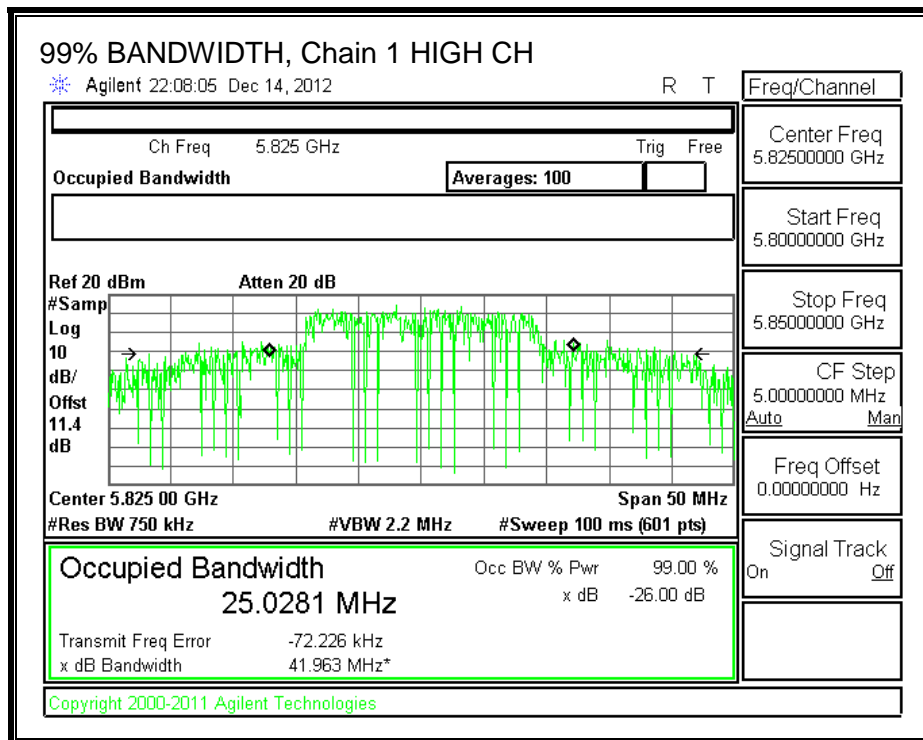 99% BANDWIDTH, Chain 1 HIGH CH
Agilent 22:08:05 Dec 14, 2012 R T
Ch Freq 5.825 GHz Trig Free
Occupied Bandwidth Averages: 100
Ref 20 dBm Atten 20 dB
#Samp
Log
10
dB/
Offst
11.4
dB
Center 5.825 00 GHz Span 50 MHz
#Res BW 750 kHz #VBW 2.2 MHz #Sweep 100 ms (601 pts)
Occupied Bandwidth Occ BW % Pwr 99.00 %
25.0281 MHz x dB -26.00 dB
Transmit Freq Error -72.226 kHz
x dB Bandwidth 41.963 MHz*
Copyright 2000-2011 Agilent Technologies
Freq/Channel
Center Freq
5.82500000 GHz
Start Freq
5.80000000 GHz
Stop Freq
5.85000000 GHz
CF Step
5.00000000 MHz
Auto Man
Freq Offset
0.00000000 Hz
Signal Track
On Off